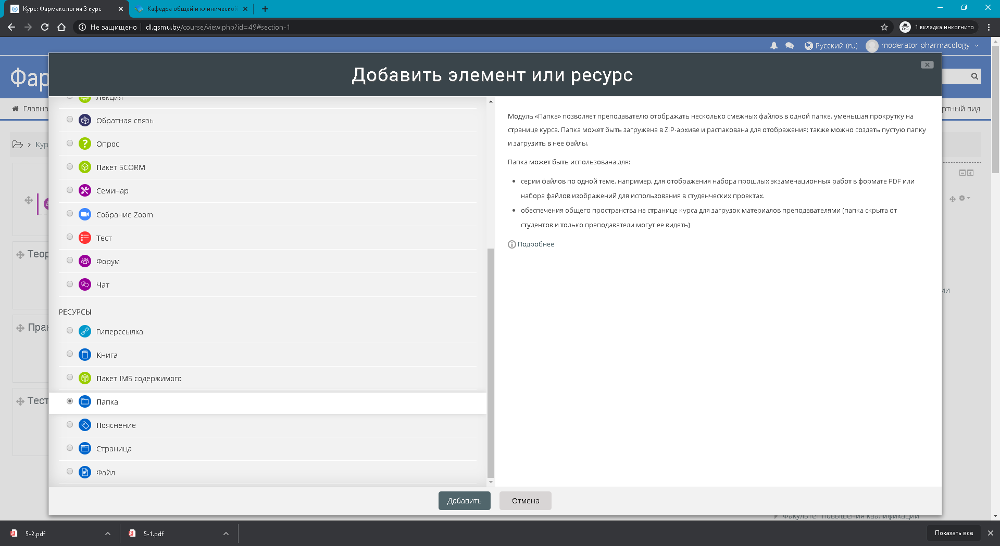 Курс: Фармакология 3 курс
Кафедра общей и клинической
Не защищено
dl.gsmu.by/course/view.php?id=49#section-1
1 вкладка инкогнито
Русский (ru)
moderator pharmacology
Фар
Добавить элемент или ресурс
Главна
ртный вид
Кур
Лекция
Обратная связь
Опрос
Пакет SCORM
Семинар
Собрание Zoom
Тест
Форум
Чат
РЕСУРСЫ
Гиперссылка
Книга
Пакет IMS содержимого
Папка
Пояснение
Страница
Файл
Модуль «Папка» позволяет преподавателю отображать несколько смежных файлов в одной папке, уменьшая прокрутку на
странице курса. Папка может быть загружена в ZIP-архиве и распакована для отображения; также можно создать пустую папку
и загрузить в нее файлы.
Папка может быть использована для:
серии файлов по одной теме, например, для отображения набора прошлых экзаменационных работ в формате PDF или
набора файлов изображений для использования в студенческих проектах.
обеспечения общего пространства на странице курса для загрузок материалов преподавателями (папка скрыта от
студентов и только преподаватели могут ее видеть)
Подробнее
Теор
Прак
Тест
ии
Добавить
Отмена
Факультет повышения квалификации
5-2.pdf
5-1.pdf
Показать все